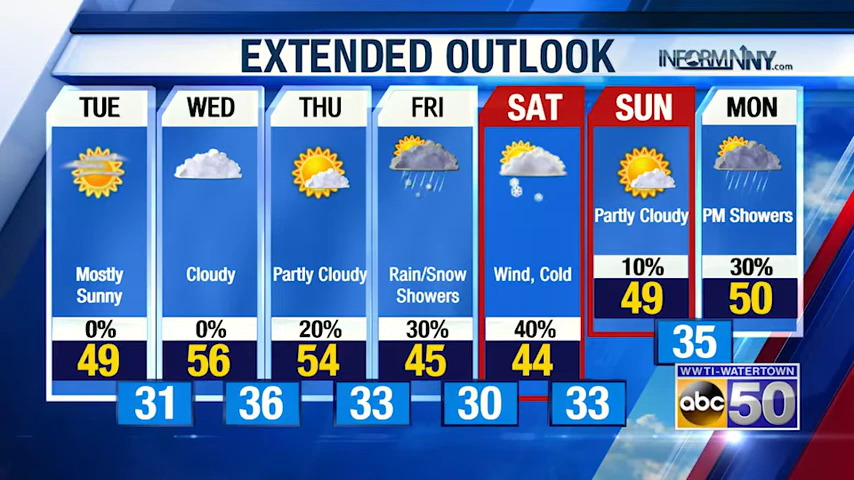 EXTENDED OUTLOOK
INFORMNNY.com
TUE
WED
THU
FRI
SAT
SUN
MON
Partly Cloudy
PM Showers
Mostly
Sunny
Cloudy
Partly Cloudy
Rain/Snow
Showers
Wind, Cold
10%
30%
49
50
0%
0%
20%
30%
40%
49
56
54
45
44
35
31
36
33
30
33
WWTI-WATERTOWN
abc 50